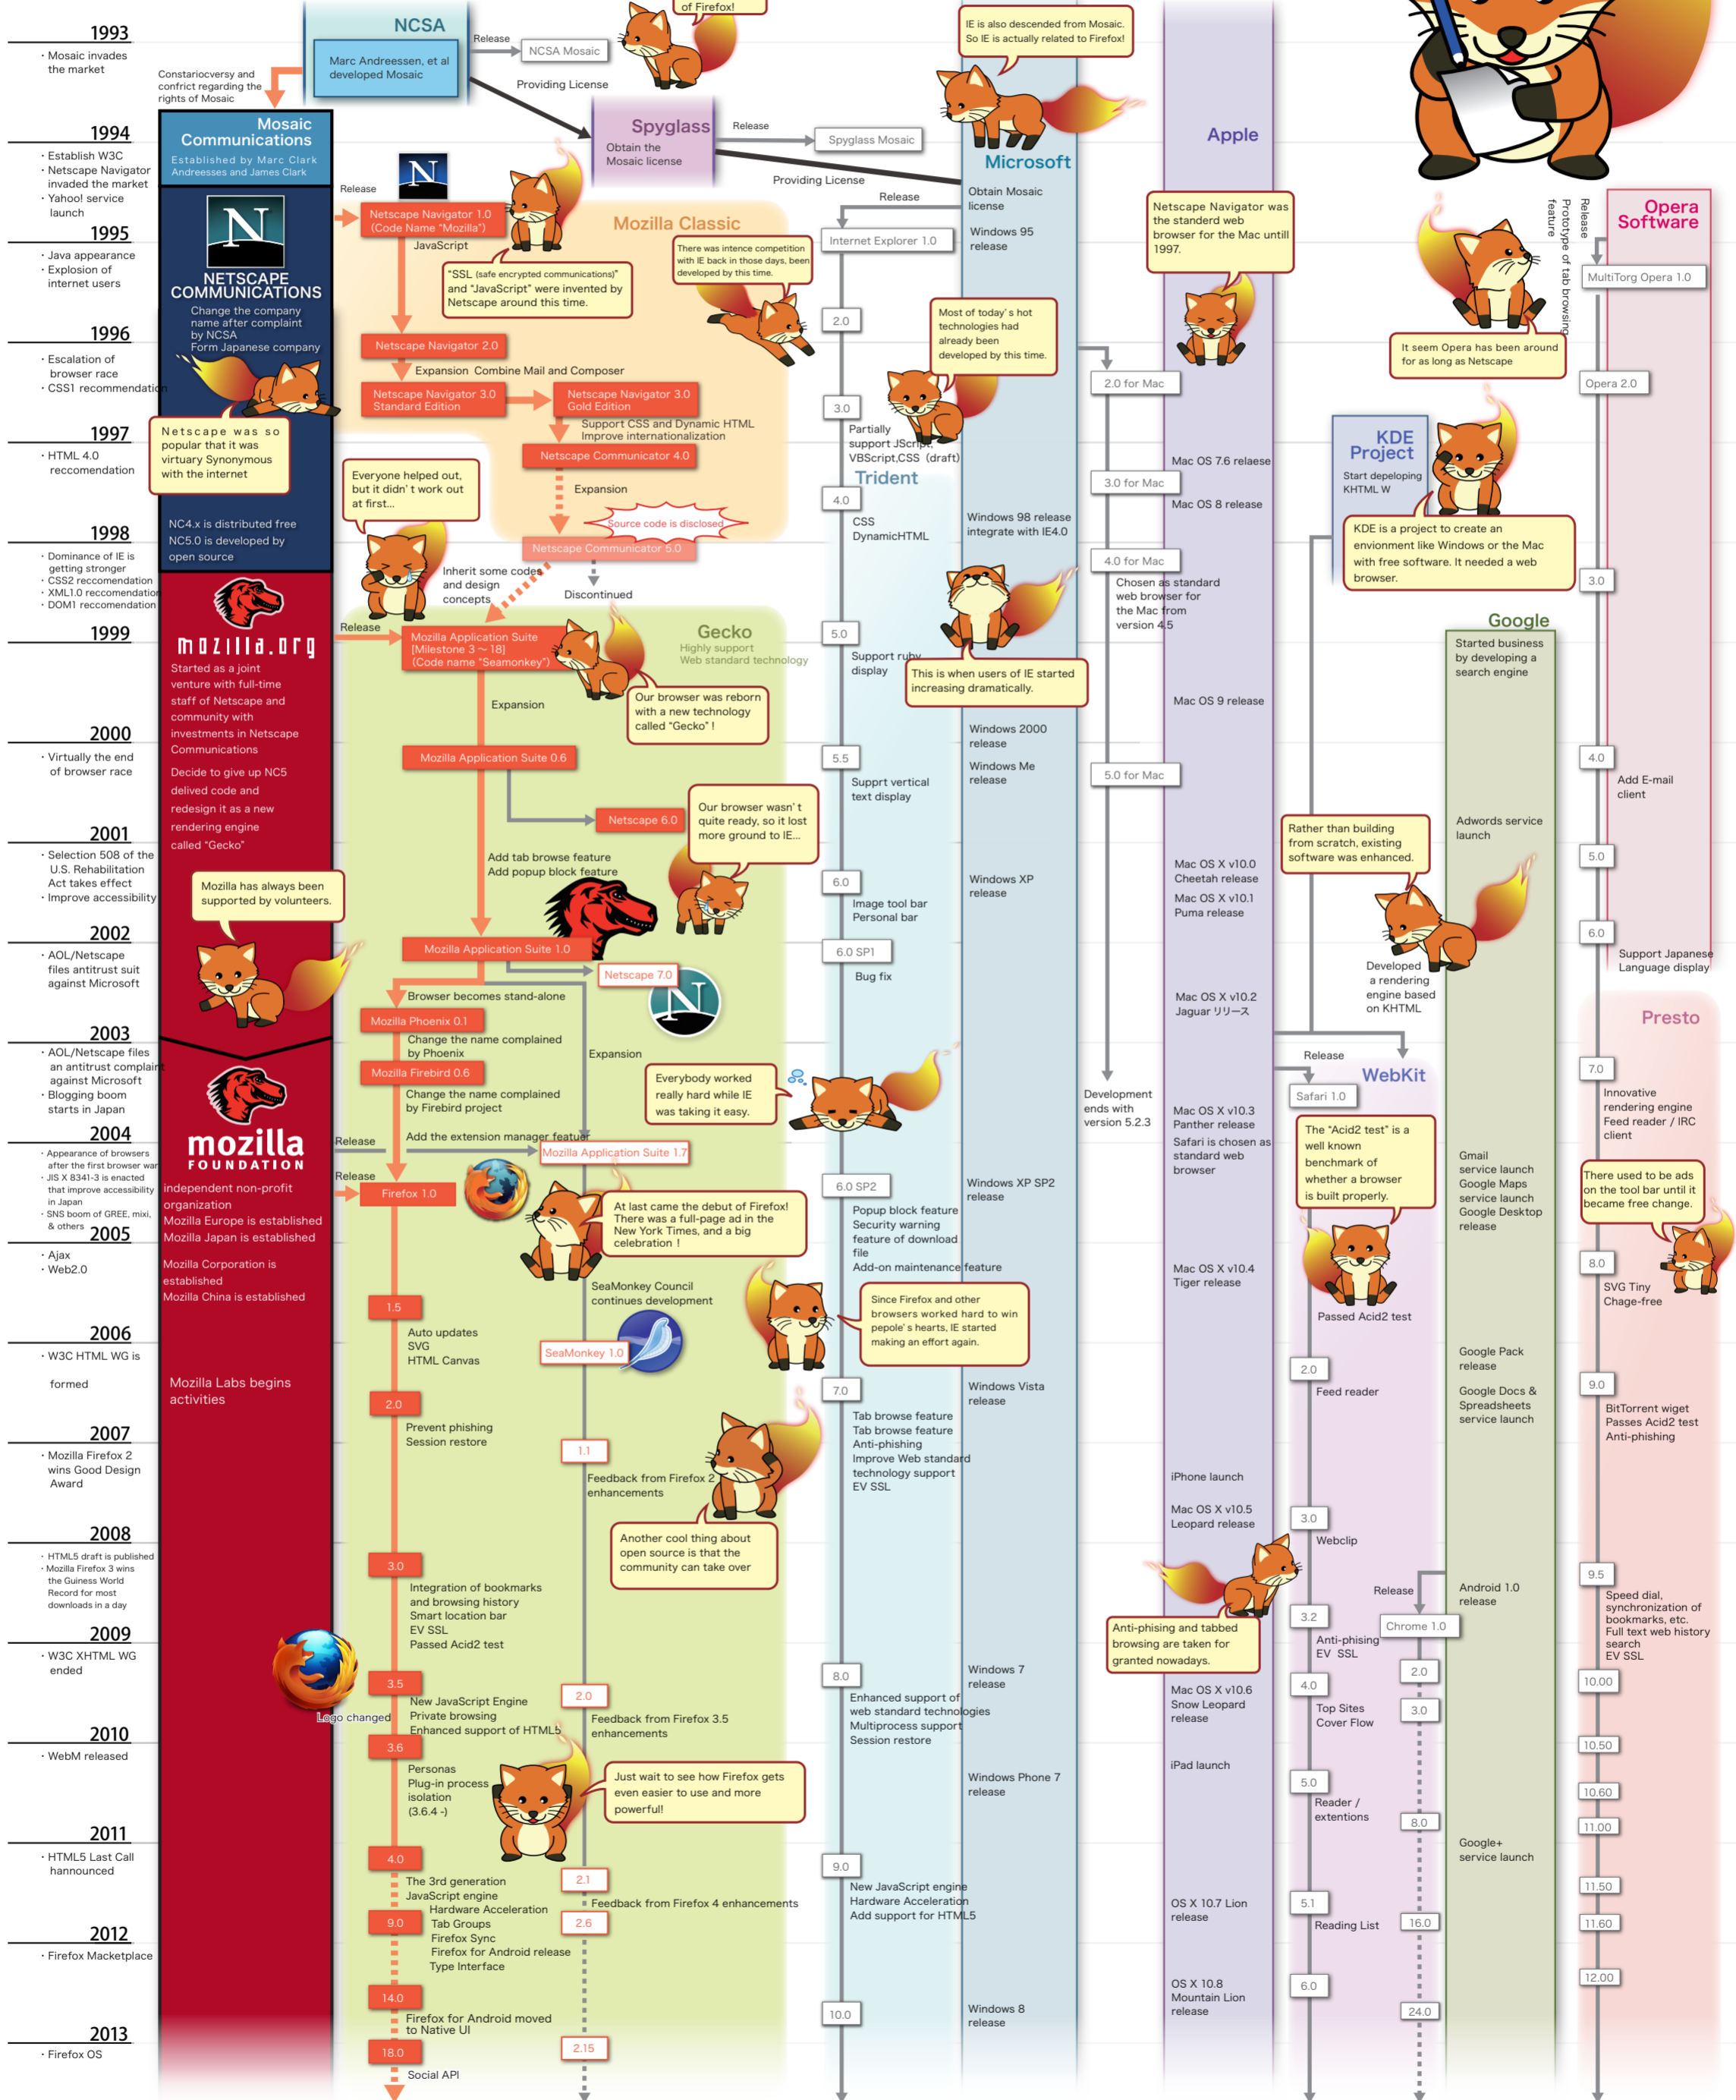 1993
・Mosaic invades
the market
1994
・Establish W3C
・Netscape Navigator
invaded the market
・Yahoo! service
launch
1995
・Java appearance
・Explosion of
internet users
1996
・Escalation of
browser race
・CSS1 recommendation
1997
・HTML 4.0
reccomendation
1998
・Dominance of IE is
getting stronger
・CSS2 reccomendation
・XML1.0 reccomendation
・DOM1 reccomendation
1999
2000
・Virtually the end
of browser race
2001
・Selection 508 of the
U.S. Rehabilitation
Act takes effect
・Improve accessibility
2002
・AOL/Netscape
files antitrust suit
against Microsoft
2003
・AOL/Netscape files
an antitrust complaint
against Microsoft
・Blogging boom
starts in Japan
2004
・Appearance of browsers
after the first browser war
・JIS X 8341-3 is enacted
that improve accessibility
in Japan
・SNS boom of GREE, mixi,
& others
2005
・Ajax
・Web2.0
2006
・W3C HTML WG is
formed
2007
・Mozilla Firefox 2
wins Good Design
Award
2008
・HTML5 draft is published
・Mozilla Firefox 3 wins
the Guiness World
Record for most
downloads in a day
2009
・W3C XHTML WG
ended
2010
・WebM released
2011
・HTML5 Last Call
hannounced
2012
・Firefox Macketplace
2013
・Firefox OS
NCSA
Marc Andreessen, et al
developed Mosaic
Release
NCSA Mosaic
of Firefox!
Constariocversy and
confrict regarding the
rights of Mosaic
Providing License
Mosaic
Communications
Established by Marc Clark
Andreesses and James Clark
N
NETSCAPE
COMMUNICATIONS
Change the company
name after complaint
by NCSA
Form Japanese company
Netscape was so
popular that it was
virtuary Synonymous
with the internet
NC4.x is distributed free
NC5.0 is developed by
open source
mozilla.org
Started as a joint
venture with full-time
staff of Netscape and
community with
investments in Netscape
Communications
Decide to give up NC5
delived code and
redesign it as a new
rendering engine
called “Gecko”
Mozilla has always been
supported by volunteers.
mozilla
FOUNDATION
independent non-profit
organization
Mozilla Europe is established
Mozilla Japan is established
Mozilla Corporation is
established
Mozilla China is established
Mozilla Labs begins
activities
Spyglass
Obtain the
Mosaic license
Release
Spyglass Mosaic
Providing License
Release
N
Netscape Navigator 1.0
(Code Name “Mozilla”)
JavaScript
Mozilla Classic
“SSL (safe encrypted communications)”
and “JavaScript” were invented by
Netscape around this time.
There was intence competition
with IE back in those days, been
developed by this time.
Netscape Navigator 2.0
Expansion Combine Mail and Composer
Netscape Navigator 3.0
Standard Edition
Netscape Navigator 3.0
Gold Edition
Support CSS and Dynamic HTML
Improve internationalization
Netscape Communicator 4.0
Everyone helped out,
but it didn’t work out
at first...
Expansion
Source code is disclosed
Netscape Communicator 5.0
Inherit some codes
and design
concepts
Discontinued
Release
Mozilla Application Suite
[Milestone 3 ～ 18]
(Code name “Seamonkey”)
Gecko
Highly support
Web standard technology
Our browser was reborn
with a new technology
called “Gecko” !
Expansion
Mozilla Application Suite 0.6
Netscape 6.0
Our browser wasn’t
quite ready, so it lost
more ground to IE...
Add tab browse feature
Add popup block feature
Mozilla Application Suite 1.0
Netscape 7.0
N
Browser becomes stand-alone
Mozilla Phoenix 0.1
Change the name complained
by Phoenix
Expansion
Mozilla Firebird 0.6
Change the name complained
by Firebird project
Everybody worked
really hard while IE
was taking it easy.
Release
Add the extension manager featuer
Mozilla Application Suite 1.7
Release
Firefox 1.0
At last came the debut of Firefox!
There was a full-page ad in the
New York Times, and a big
celebration !
SeaMonkey Council
continues development
1.5
Auto updates
SVG
HTML Canvas
SeaMonkey 1.0
Since Firefox and other
browsers worked hard to win
pepole’s hearts, IE started
making an effort again.
2.0
Prevent phishing
Session restore
1.1
Feedback from Firefox 2
enhancements
Another cool thing about
open source is that the
community can take over
3.0
Integration of bookmarks
and browsing history
Smart location bar
EV SSL
Passed Acid2 test
Logo changed
3.5
New JavaScript Engine
Private browsing
Enhanced support of HTML5
2.0
Feedback from Firefox 3.5
enhancements
3.6
Personas
Plug-in process
isolation
(3.6.4 -)
Just wait to see how Firefox gets
even easier to use and more
powerful!
4.0
The 3rd generation
JavaScript engine
Hardware Acceleration
Tab Groups
Firefox Sync
Firefox for Android release
Type Interface
2.1
Feedback from Firefox 4 enhancements
9.0
2.6
14.0
Firefox for Android moved
to Native UI
18.0
2.15
Social API
IE is also descended from Mosaic.
So IE is actually related to Firefox!
Microsoft
Obtain Mosaic
license
Release
Internet Explorer 1.0
Windows 95
release
2.0
Most of today’s hot
technologies had
already been
developed by this time.
3.0
Partially
support JScript,
VBScript,CSS (draft)
Trident
4.0
CSS
DynamicHTML
Windows 98 release
integrate with IE4.0
5.0
Support ruby
display
This is when users of IE started
increasing dramatically.
Windows 2000
release
5.5
Supprt vertical
text display
Windows Me
release
6.0
Image tool bar
Personal bar
Windows XP
release
6.0 SP1
Bug fix
6.0 SP2
Popup block feature
Security warning
feature of download
file
Add-on maintenance feature
Windows XP SP2
release
7.0
Tab browse feature
Tab browse feature
Anti-phishing
Improve Web standard
technology support
EV SSL
Windows Vista
release
8.0
Enhanced support of
web standard technologies
Multiprocess support
Session restore
Windows 7
release
Windows Phone 7
release
9.0
New JavaScript engine
Hardware Acceleration
Add support for HTML5
10.0
Windows 8
release
2.0 for Mac
3.0 for Mac
4.0 for Mac
Chosen as standard
web browser for
the Mac from
version 4.5
5.0 for Mac
Development
ends with
version 5.2.3
Apple
Netscape Navigator was
the standerd web
browser for the Mac untill
1997.
Mac OS 7.6 relaese
Mac OS 8 release
Mac OS 9 release
Mac OS X v10.0
Cheetah release
Mac OS X v10.1
Puma release
Mac OS X v10.2
Jaguar リリース
Mac OS X v10.3
Panther release
Safari is chosen as
standard web
browser
Mac OS X v10.4
Tiger release
iPhone launch
Mac OS X v10.5
Leopard release
Anti-phising and tabbed
browsing are taken for
granted nowadays.
Mac OS X v10.6
Snow Leopard
release
iPad launch
OS X 10.7 Lion
release
OS X 10.8
Mountain Lion
release
KDE
Project
Start depeloping
KHTML W
KDE is a project to create an
envionment like Windows or the Mac
with free software. It needed a web
browser.
Rather than building
from scratch, existing
software was enhanced.
Developed
a rendering
engine based
on KHTML
Release
WebKit
Safari 1.0
The “Acid2 test” is a
well known
benchmark of
whether a browser
is built properly.
Passed Acid2 test
2.0
Feed reader
3.0
Webclip
3.2
Anti-phising
EV SSL
4.0
Top Sites
Cover Flow
5.0
Reader /
extentions
5.1
Reading List
6.0
Release
Chrome 1.0
2.0
3.0
8.0
16.0
24.0
Google
Started business
by developing a
search engine
Adwords service
launch
Gmail
service launch
Google Maps
service launch
Google Desktop
release
Google Pack
release
Google Docs &
Spreadsheets
service launch
Android 1.0
release
Google+
service launch
Opera
Software
Release
Prototype of tab browsing
feature
MultiTorg Opera 1.0
It seem Opera has been around
for as long as Netscape
Opera 2.0
3.0
4.0
Add E-mail
client
5.0
6.0
Support Japanese
Language display
Presto
7.0
Innovative
rendering engine
Feed reader / IRC
client
There used to be ads
on the tool bar until it
became free change.
8.0
SVG Tiny
Chage-free
9.0
BitTorrent wiget
Passes Acid2 test
Anti-phishing
9.5
Speed dial,
synchronization of
bookmarks, etc.
Full text web history
search
EV SSL
10.00
10.50
10.60
11.00
11.50
11.60
12.00